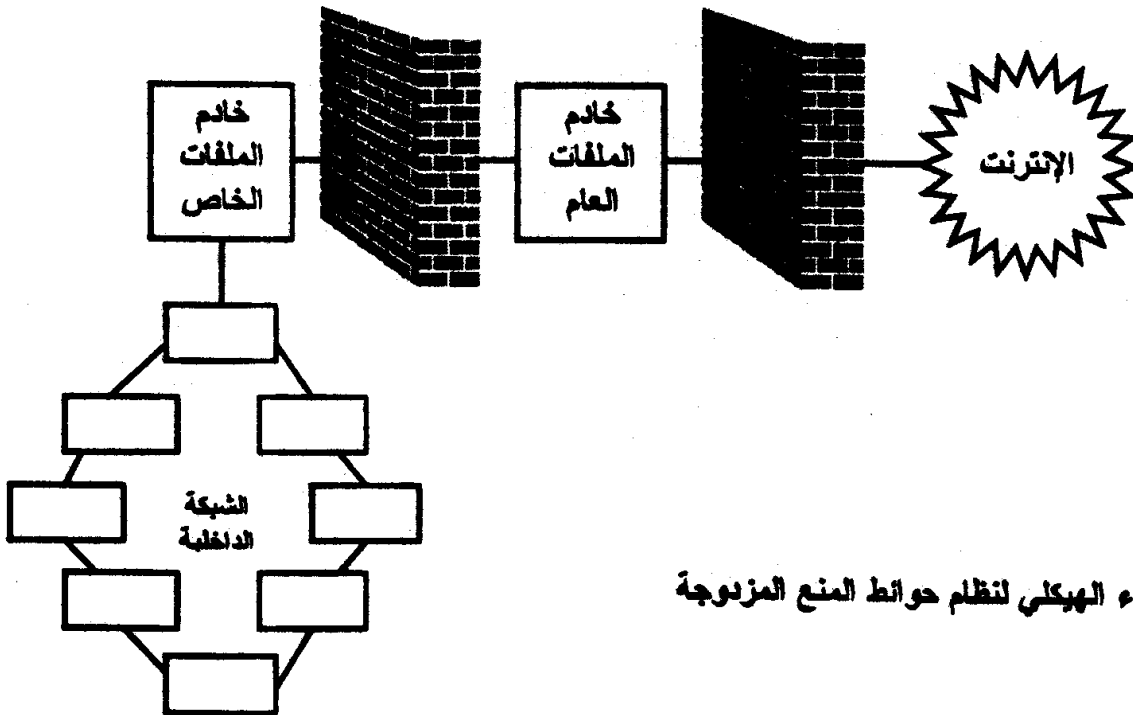 خادم
الملفات
الخاص
خادم
الملفات
العام
الإنترنت
الشبكة
الداخلية
ء الهيكلي لنظام حوائط المنع المزدوجة